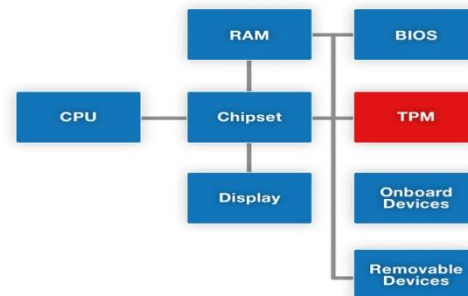 RAM
BIOS
CPU
Chipset
TPM
Display
Onboard
Devices
Removable
Devices